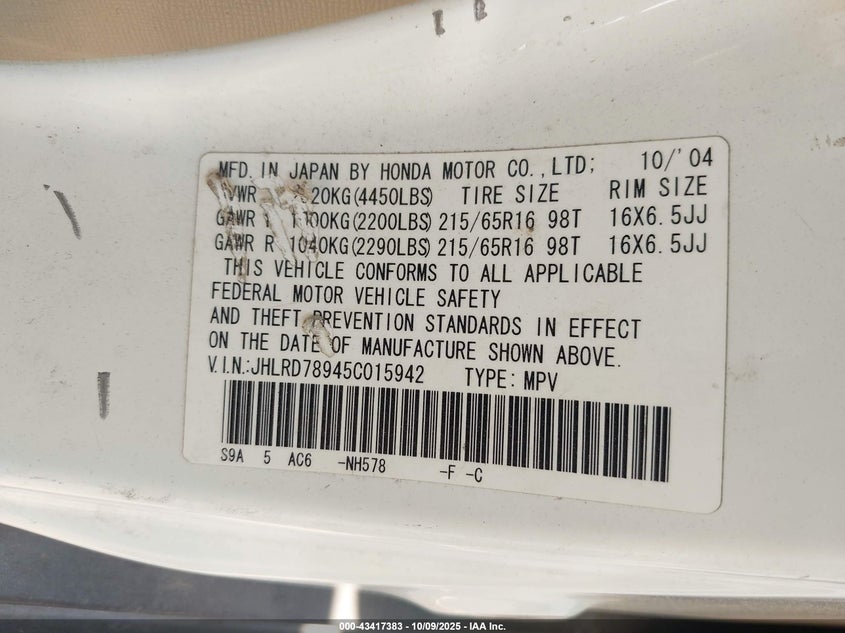 MFD. IN JAPAN BY HONDA MOTOR CO., LTD; 10/'04
20KG(4450LBS) TIRE SIZE RIM SIZE
GAWR 00KG(2200LBS) 215/65R16 98T 16X6.5JJ
GAWR R 1040KG(2290LBS) 215/65R16 98T 16X6.5JJ
THIS VEHICLE CONFORMS TO ALL APPLICABLE
FEDERAL MOTOR VEHICLE SAFETY
AND THEFT PREVENTION STANDARDS IN EFFECT
ON THE DATE OF MANUFACTURE SHOWN ABOVE.
V.I.N.:JHLRD78945C015942 TYPE: MPV
S9A 5 AC6 -NH578 -F -C
000-43417383 - 10/09/2025 - IAA Inc.